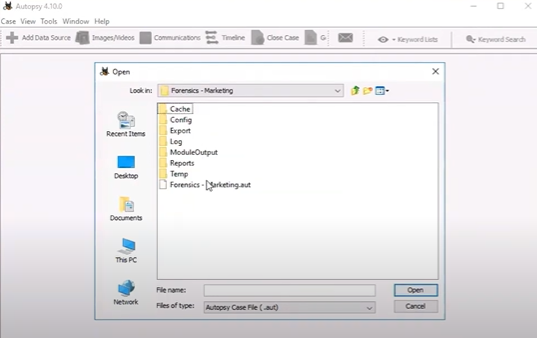 Autopsy 4.10.0
Case View Tools Window Help
Add Data Source Images/Videos Communications Timeline Close Case G Keyword Lists Keyword Search
Open
Look in: Forensics - Marketing
Recent Items
Desktop
Documents
This PC
Network
Cache
Config
Export
Log
ModuleOutput
Reports
Temp
Forensics - Marketing.aut
File name: Open
Files of type: Autopsy Case File (.aut) Cancel